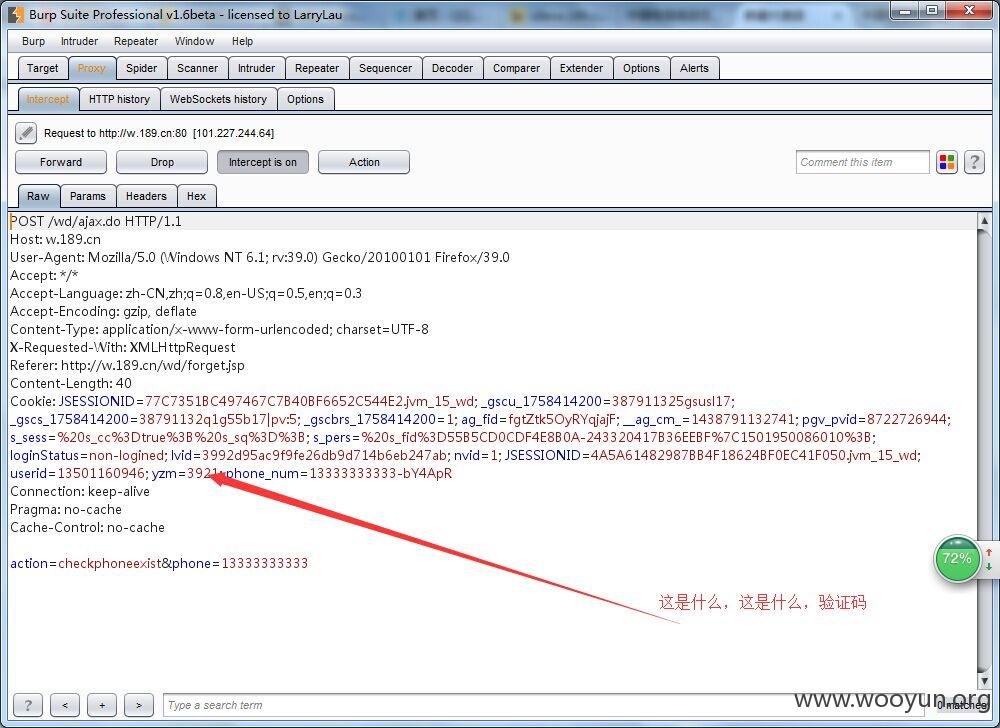 Burp Suite Professional v1.6beta - licensed to LarryLau
Burp Intruder Repeater Window Help
Target Proxy Spider Scanner Intruder Repeater Sequencer Decoder Comparer Extender Options Alerts
Intercept HTTP history WebSockets history Options
Request to http://w.189.cn:80 [101.227.244.64]
Forward Drop Intercept is on Action Comment this item ?
Raw Params Headers Hex
POST /wd/ajax.do HTTP/1.1
Host: w.189.cn
User-Agent: Mozilla/5.0 (Windows NT 6.1; rv:39.0) Gecko/20100101 Firefox/39.0
Accept: */*
Accept-Language: zh-CN,zh;q=0.8,en-US;q=0.5,en;q=0.3
Accept-Encoding: gzip, deflate
Content-Type: application/x-www-form-urlencoded; charset=UTF-8
X-Requested-With: XMLHttpRequest
Referer: http://w.189.cn/wd/forget.jsp
Content-Length: 40
Cookie: JSESSIONID=77C7351BC497467C7B40BF6652C544E2.jvm_15_wd; _gscu_1758414200=387911325gsusl17;
_gscs_1758414200=38791132q1g55b17|pv:5; _gscbrs_1758414200=1; ag_fid=fgtZtk5OyRYqjajF; __ag_cm_=1438791132741; pgv_pvid=8722726944;
s_sess=%20s_cc%3Dtrue%3B%20s_sq%3D%3B; s_pers=%20s_fid%3D55B5CD0CDF4E8B0A-243320417B36EEBF%7C1501950086010%3B;
loginStatus=non-logined; lvid=3992d95ac9f9fe26db9d714b6eb247ab; nvid=1; JSESSIONID=4A5A61482987BB4F18624BF0EC41F050.jvm_15_wd;
userid=13501160946; yzm=3921; phone_num=13333333333-bY4ApR
Connection: keep-alive
Pragma: no-cache
Cache-Control: no-cache
action=checkphoneexist&phone=13333333333
72%
这是什么，这是什么，验证码
? < + > Type a search term 0 matches
www.wooyun.org